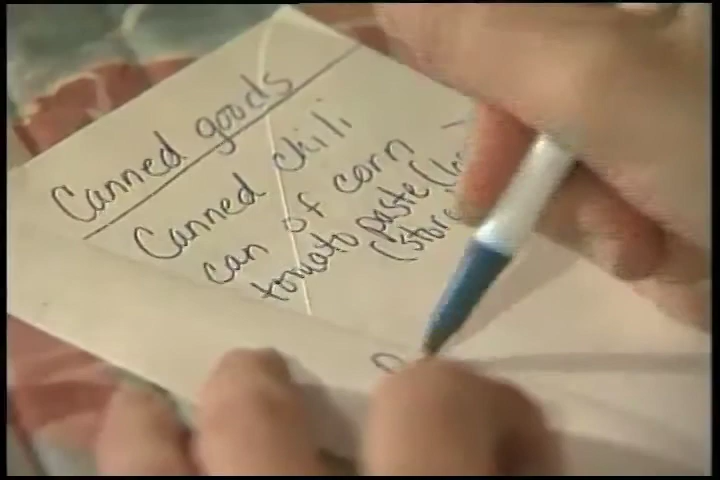 Canned goods
Canned chili
can of corn
tomato paste
(store